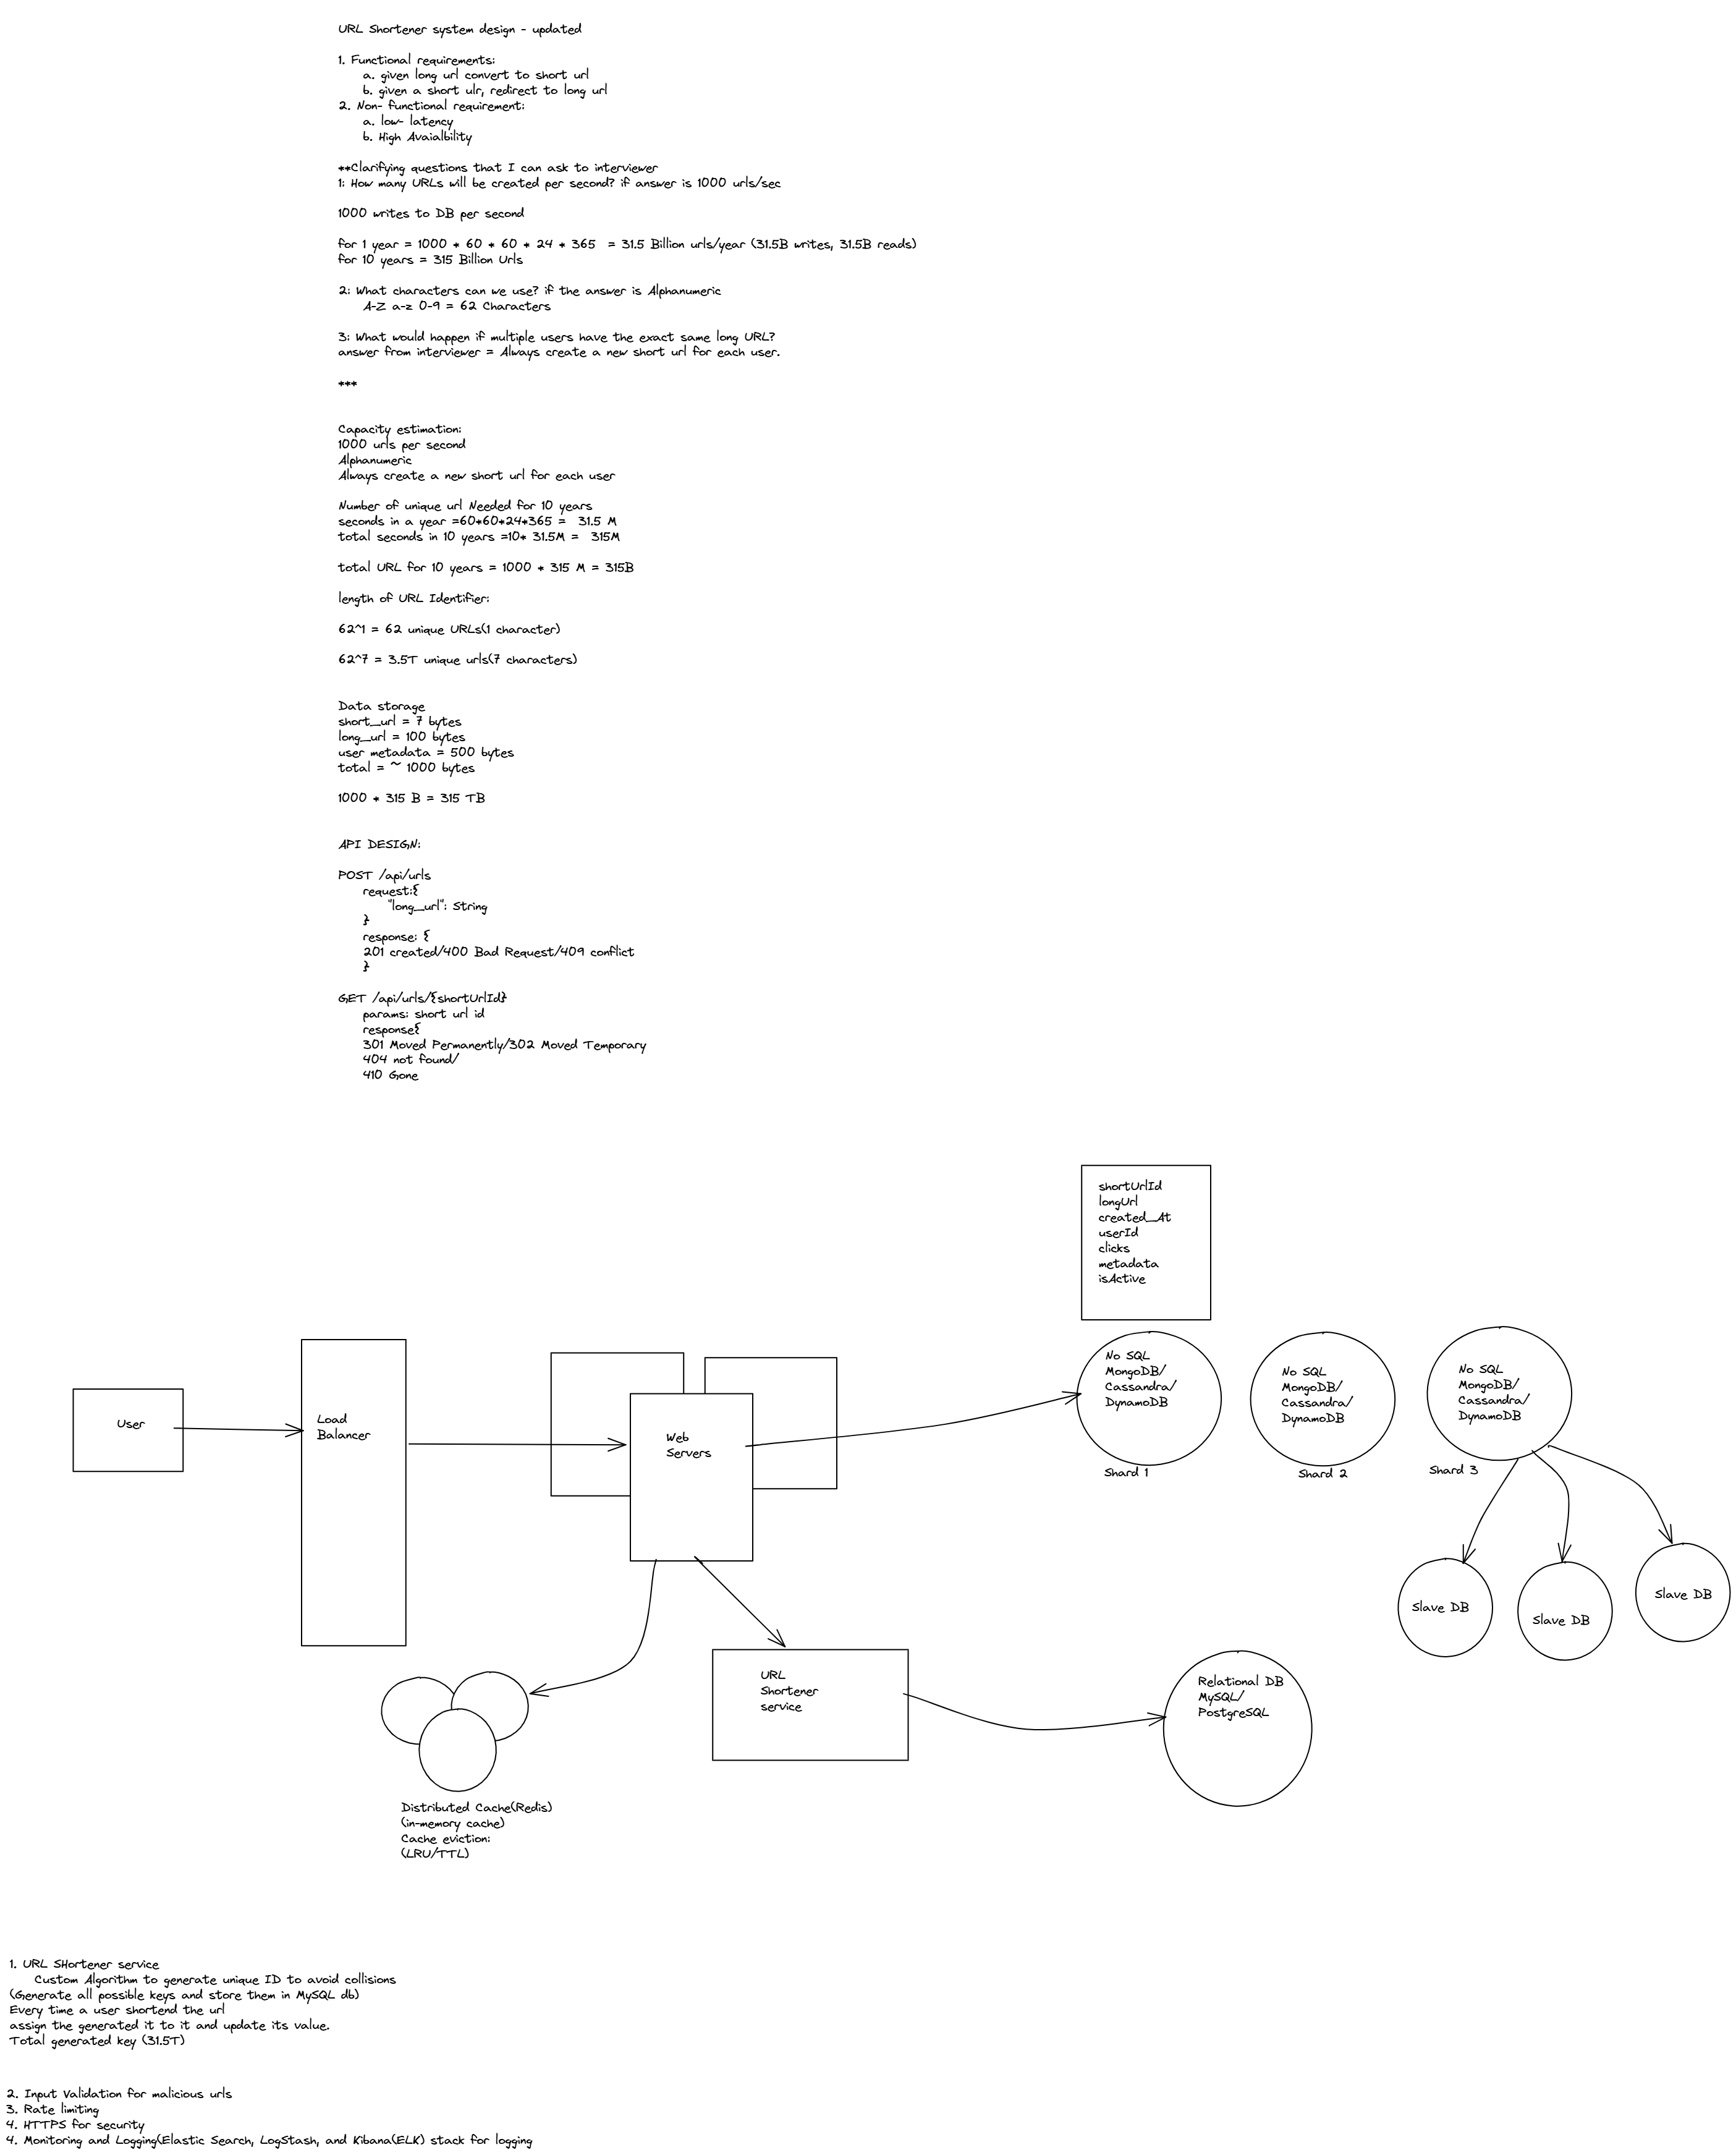 URL Shortener system design - updated
1. Functional requirements:
a. given long url convert to short url
b. given a short ulr, redirect to long url
2. Non- functional requirement:
a. low- latency
b. High Avaialbility
**Clarifying questions that I can ask to interviewer
1: How many URLs will be created per second? if answer is 1000 urls/sec
1000 writes to DB per second
for 1 year = 1000 * 60 * 60 * 24 * 365  = 31.5 Billion urls/year (31.5B writes, 31.5B reads)
for 10 years = 315 Billion Urls
2: What characters can we use? if the answer is Alphanumeric
A-Z a-z 0-9 = 62 Characters
3: What would happen if multiple users have the exact same long URL?
answer from interviewer = Always create a new short url for each user.
***
Capacity estimation:
1000 urls per second
Alphanumeric
Always create a new short url for each user
Number of unique url Needed for 10 years
seconds in a year =60*60*24*365 =  31.5 M
total seconds in 10 years =10* 31.5M =  315M
total URL for 10 years = 1000 * 315 M = 315B
length of URL Identifier:
62^1 = 62 unique URLs(1 character)
62^7 = 3.5T unique urls(7 characters)
Data storage
short_url = 7 bytes
long_url = 100 bytes
user metadata = 500 bytes
total = ~ 1000 bytes
1000 * 315 B = 315 TB
API DESIGN:
POST /api/urls
request:{
"long_url": String
}
response: {
201 created/400 Bad Request/409 conflict
}
GET /api/urls/{shortUrlId}
params: short url id
response{
301 Moved Permanently/302 Moved Temporary
404 not found/
410 Gone
shortUrlId
longUrl
created_At
userId
clicks
metadata
isActive
User
Load
Balancer
Web
Servers
No SQL
MongoDB/
Cassandra/
DynamoDB
Shard 1
No SQL
MongoDB/
Cassandra/
DynamoDB
Shard 2
No SQL
MongoDB/
Cassandra/
DynamoDB
Shard 3
Slave DB
Slave DB
Slave DB
URL
Shortener
service
Relational DB
MySQL/
PostgreSQL
Distributed Cache(Redis)
(in-memory cache)
Cache eviction:
(LRU/TTL)
1. URL SHortener service
Custom Algorithm to generate unique ID to avoid collisions
(Generate all possible keys and store them in MySQL db)
Every time a user shortend the url
assign the generated it to it and update its value.
Total generated key (31.5T)
2. Input Validation for malicious urls
3. Rate limiting
4. HTTPS for security
4. Monitoring and Logging(Elastic Search, LogStash, and Kibana(ELK) stack for logging